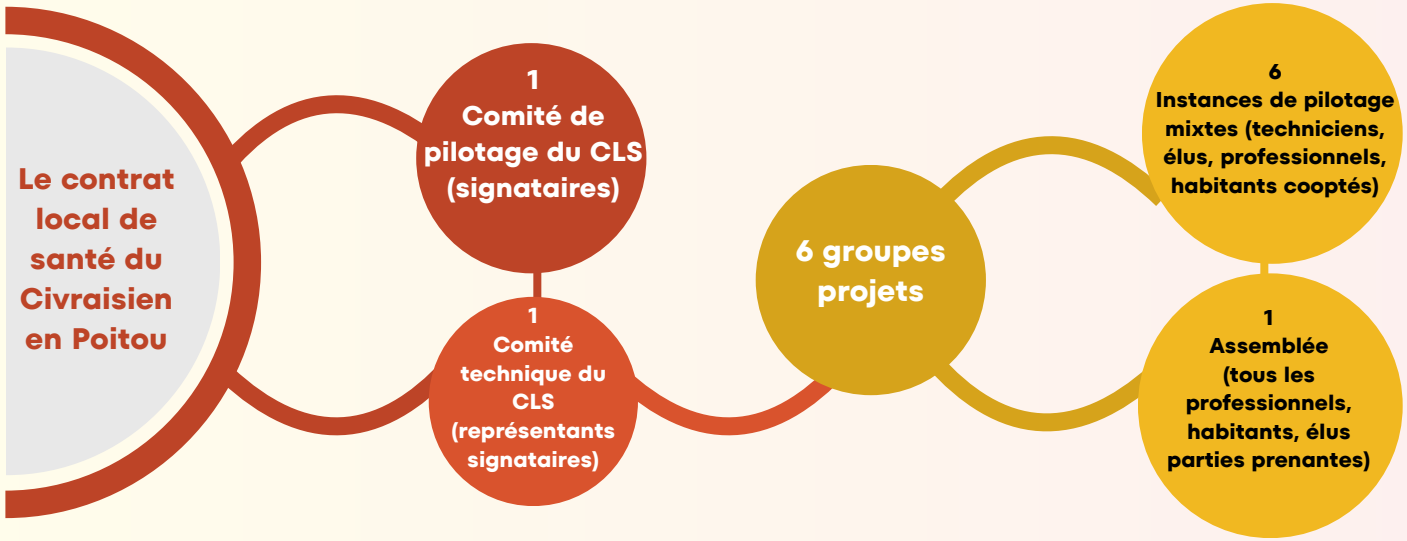 Le contrat
local de
santé du
Civraisien
en Poitou
1
Comité de
pilotage du CLS
(signataires)
1
Comité
technique du
CLS
(représentants
signataires)
6 groupes
projets
6
Instances de pilotage
mixtes (techniciens,
élus, professionnels,
habitants cooptés)
1
Assemblée
(tous les
professionnels,
habitants, élus
parties prenantes)